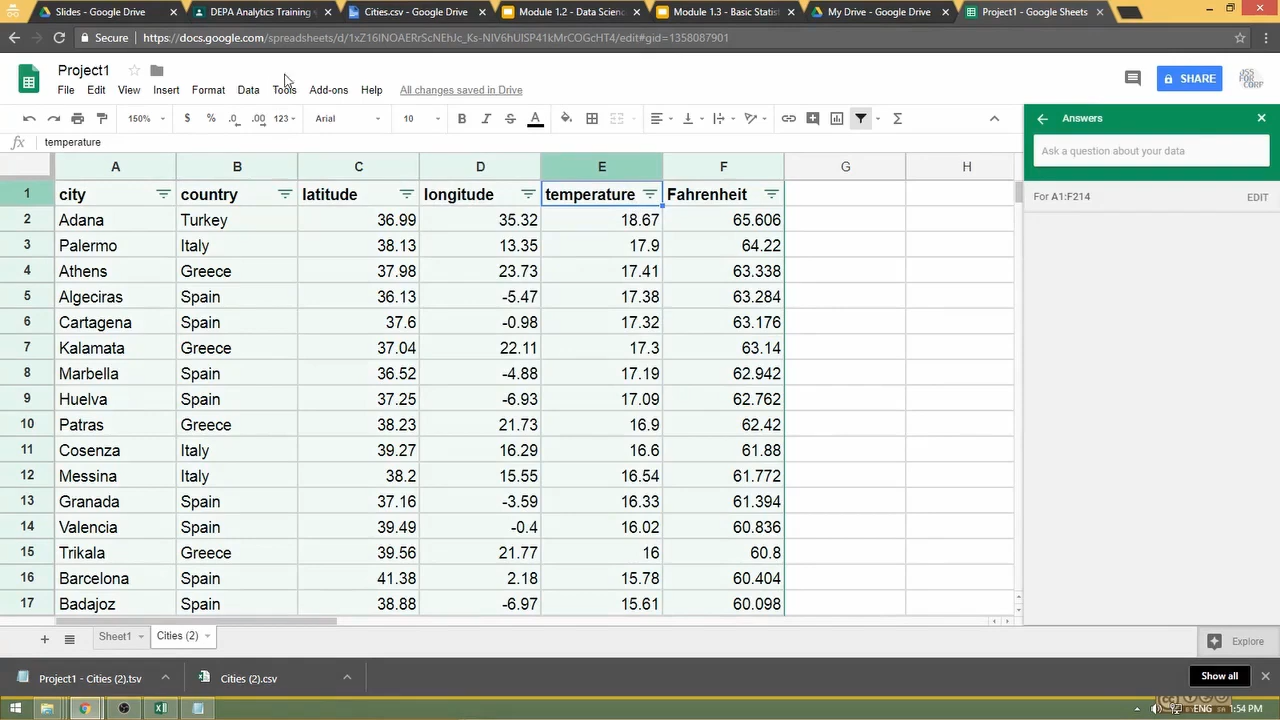 Slides - Google Drive
DEPA Analytics Training
Cities.csv - Google Drive
Module 1.2 - Data Scien
Module 1.3 - Basic Statist
My Drive - Google Drive
Project1 - Google Sheets
Secure
https://docs.google.com/spreadsheets/d/1xZ16INOAERrScNEhJc_Ks-NIV6hUISP41kMrCOGcHT4/edit#gid=1358087901
Project1
File Edit View Insert Format Data Tools Add-ons Help All changes saved in Drive
SHARE
150% $ % .0 .00 123 Arial 10 B I S A
fx temperature
Answers
Ask a question about your data
For A1:F214 EDIT
A B C D E F G H
1 city country latitude longitude temperature Fahrenheit
2 Adana Turkey 36.99 35.32 18.67 65.606
3 Palermo Italy 38.13 13.35 17.9 64.22
4 Athens Greece 37.98 23.73 17.41 63.338
5 Algeciras Spain 36.13 -5.47 17.38 63.284
6 Cartagena Spain 37.6 -0.98 17.32 63.176
7 Kalamata Greece 37.04 22.11 17.3 63.14
8 Marbella Spain 36.52 -4.88 17.19 62.942
9 Huelva Spain 37.25 -6.93 17.09 62.762
10 Patras Greece 38.23 21.73 16.9 62.42
11 Cosenza Italy 39.27 16.29 16.6 61.88
12 Messina Italy 38.2 15.55 16.54 61.772
13 Granada Spain 37.16 -3.59 16.33 61.394
14 Valencia Spain 39.49 -0.4 16.02 60.836
15 Trikala Greece 39.56 21.77 16 60.8
16 Barcelona Spain 41.38 2.18 15.78 60.404
17 Badajoz Spain 38.88 -6.97 15.61 60.098
Sheet1 Cities (2)
Explore
Project1 - Cities (2).tsv
Cities (2).csv
Show all
ENG 1:54 PM